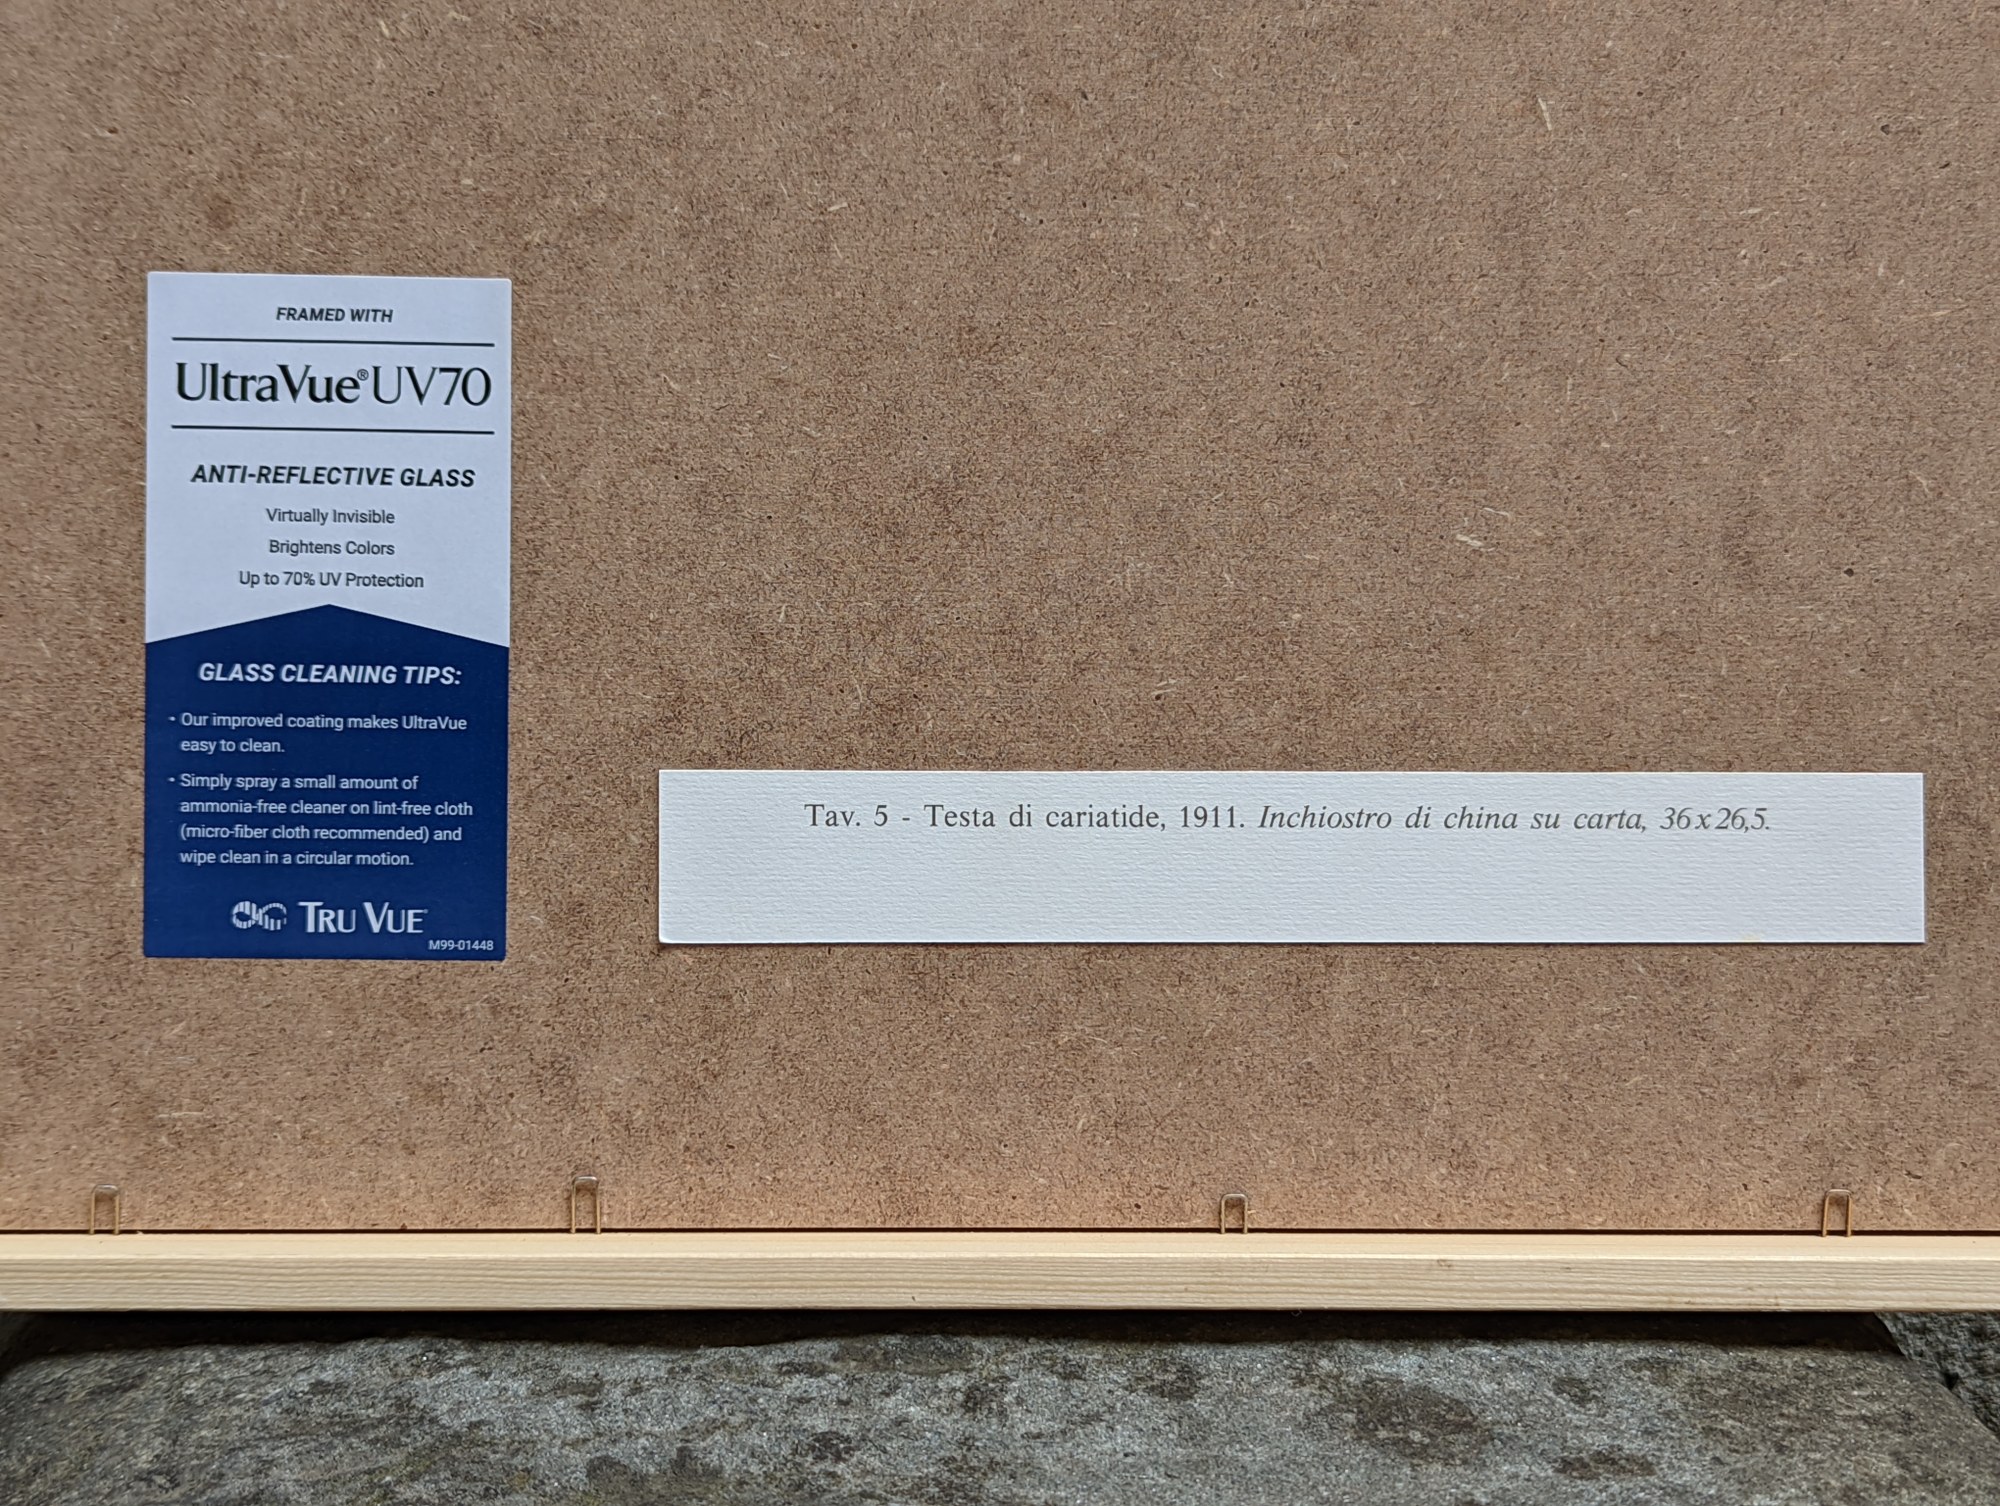 FRAMED WITH
UltraVue® UV70
ANTI-REFLECTIVE GLASS
Virtually Invisible
Brightens Colors
Up to 70% UV Protection
GLASS CLEANING TIPS:
• Our improved coating makes UltraVue
easy to clean.
• Simply spray a small amount of
ammonia-free cleaner on lint-free cloth
(micro-fiber cloth recommended) and
wipe clean in a circular motion.
TRU VUE
M99-01448
Tav. 5 - Testa di cariatide, 1911. Inchiostro di china su carta, 36x26,5.